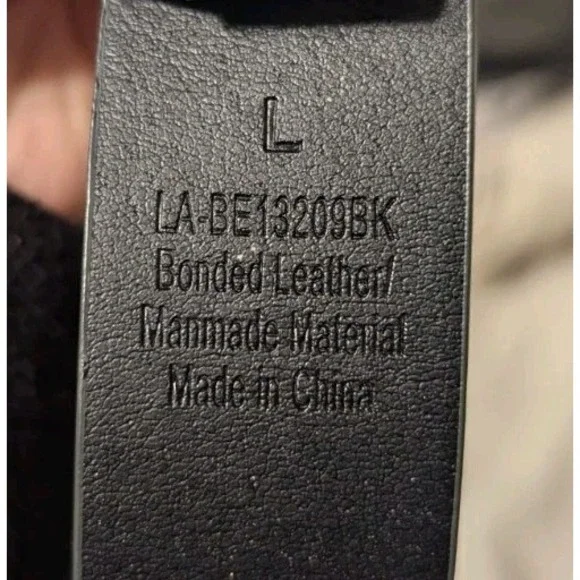 L
LA-BE13209BK
Bonded Leather/
Manmade Material
Made in China